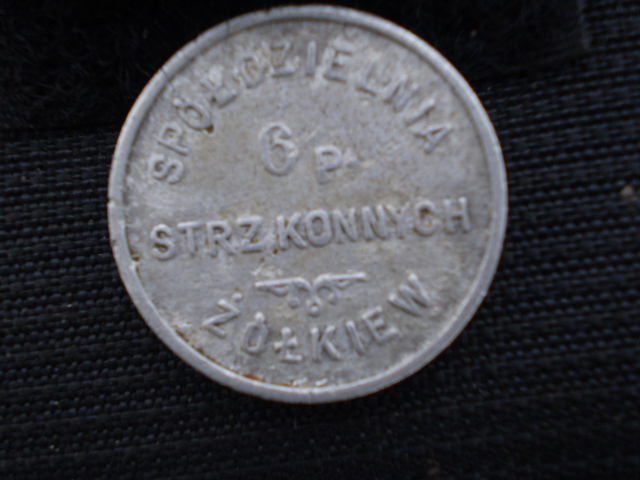 SPÓŁDZIELNIA
6 P.
STRZ KONNYCH
ŻÓŁKIEW